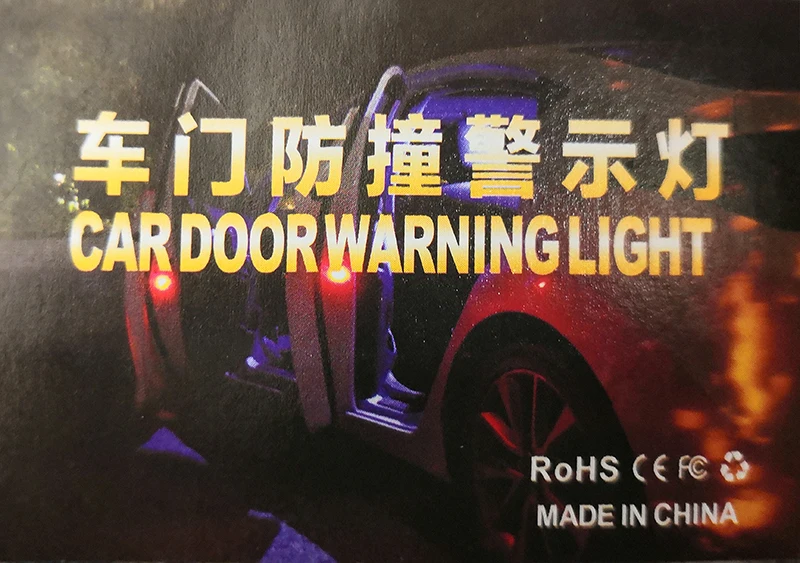 车门防撞警示灯
CAR DOOR WARNING LIGHT
RoHS CE FC
MADE IN CHINA